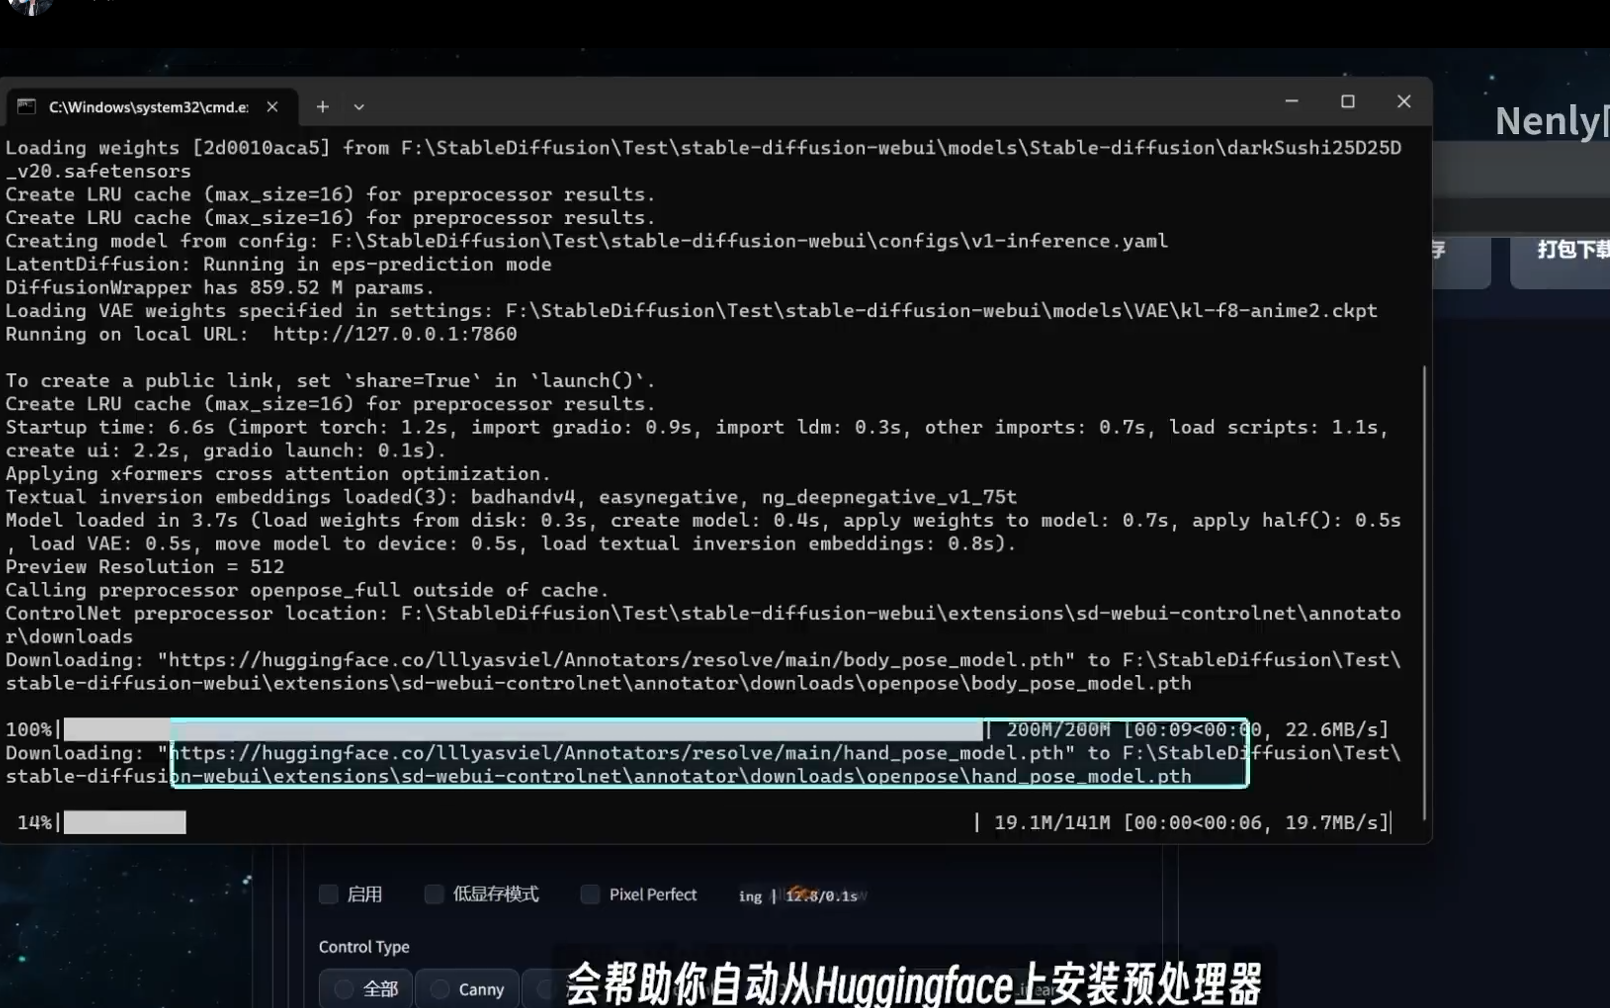 C:\Windows\system32\cmd.e:
Nenly
Loading weights [2d0010aca5] from F:\StableDiffusion\Test\stable-diffusion-webui\models\Stable-diffusion\darkSushi25D25D
_v20.safetensors
Create LRU cache (max_size=16) for preprocessor results.
Create LRU cache (max_size=16) for preprocessor results.
Creating model from config: F:\StableDiffusion\Test\stable-diffusion-webui\configs\v1-inference.yaml
LatentDiffusion: Running in eps-prediction mode
DiffusionWrapper has 859.52 M params.
Loading VAE weights specified in settings: F:\StableDiffusion\Test\stable-diffusion-webui\models\VAE\kl-f8-anime2.ckpt
Running on local URL:  http://127.0.0.1:7860
存
打包下载
To create a public link, set `share=True` in `launch()`.
Create LRU cache (max_size=16) for preprocessor results.
Startup time: 6.6s (import torch: 1.2s, import gradio: 0.9s, import ldm: 0.3s, other imports: 0.7s, load scripts: 1.1s,
create ui: 2.2s, gradio launch: 0.1s).
Applying xformers cross attention optimization.
Textual inversion embeddings loaded(3): badhandv4, easynegative, ng_deepnegative_v1_75t
Model loaded in 3.7s (load weights from disk: 0.3s, create model: 0.4s, apply weights to model: 0.7s, apply half(): 0.5s
, load VAE: 0.5s, move model to device: 0.5s, load textual inversion embeddings: 0.8s).
Preview Resolution = 512
Calling preprocessor openpose_full outside of cache.
ControlNet preprocessor location: F:\StableDiffusion\Test\stable-diffusion-webui\extensions\sd-webui-controlnet\annotato
r\downloads
Downloading: "https://huggingface.co/lllyasviel/Annotators/resolve/main/body_pose_model.pth" to F:\StableDiffusion\Test\
stable-diffusion-webui\extensions\sd-webui-controlnet\annotator\downloads\openpose\body_pose_model.pth
100%| | 200M/200M [00:09<00:00, 22.6MB/s]
Downloading: "https://huggingface.co/lllyasviel/Annotators/resolve/main/hand_pose_model.pth" to F:\StableDiffusion\Test\
stable-diffusion-webui\extensions\sd-webui-controlnet\annotator\downloads\openpose\hand_pose_model.pth
14%| | 19.1M/141M [00:00<00:06, 19.7MB/s]
启用 低显存模式 Pixel Perfect ing | 12.8/0.1s
Control Type
全部 Canny
会帮助你自动从Huggingface上安装预处理器